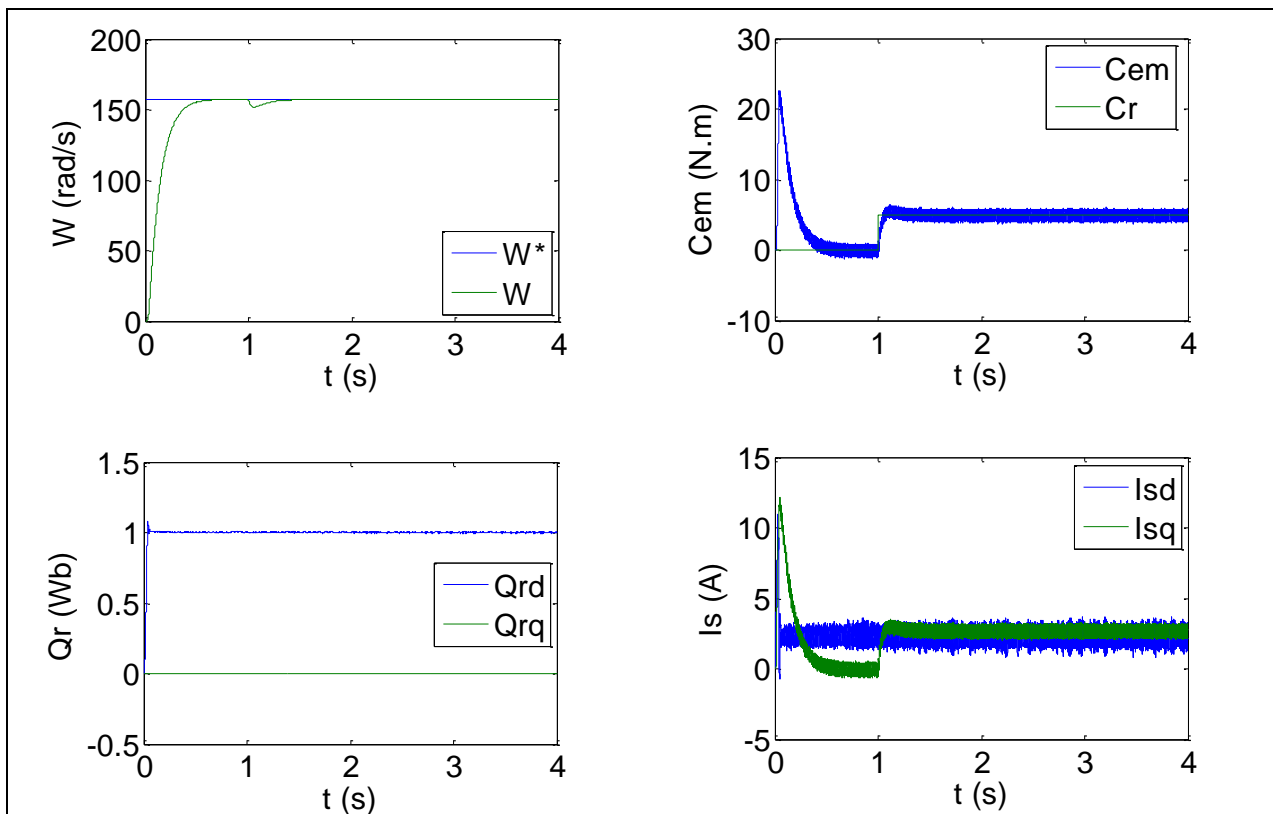 200
150
100
50
0
W (rad/s)
W*
W
0 1 2 3 4
t (s)
30
20
10
0
-10
Cem (N.m)
Cem
Cr
0 1 2 3 4
t (s)
1.5
1
0.5
0
-0.5
Qr (Wb)
Qrd
Qrq
0 1 2 3 4
t (s)
15
10
5
0
-5
Is (A)
Isd
Isq
0 1 2 3 4
t (s)